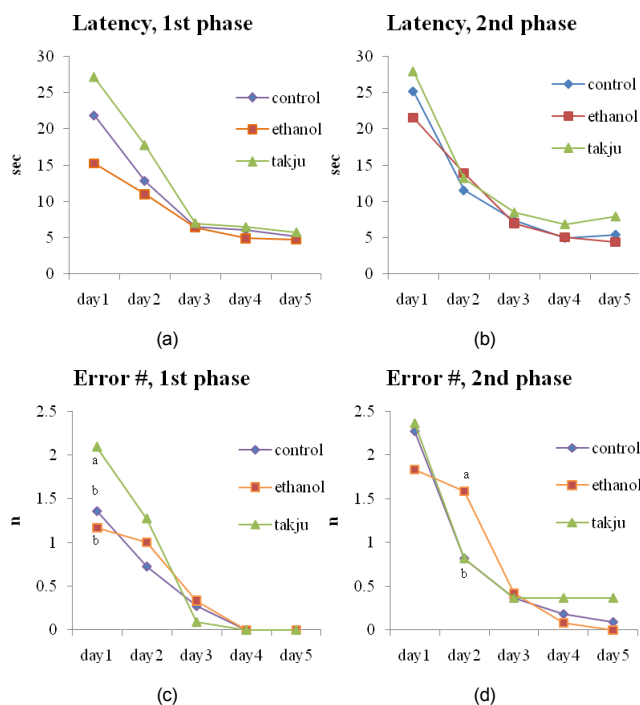 Latency, 1st phase
30
25
20
15
10
5
0
sec
control
ethanol
takju
day1 day2 day3 day4 day5
(a)
Latency, 2nd phase
30
25
20
15
10
5
0
sec
control
ethanol
takju
day1 day2 day3 day4 day5
(b)
Error #, 1st phase
2.5
2
1.5
1
0.5
0
n
a
b
b
control
ethanol
takju
day1 day2 day3 day4 day5
(c)
Error #, 2nd phase
2.5
2
1.5
1
0.5
0
n
a
b
control
ethanol
takju
day1 day2 day3 day4 day5
(d)